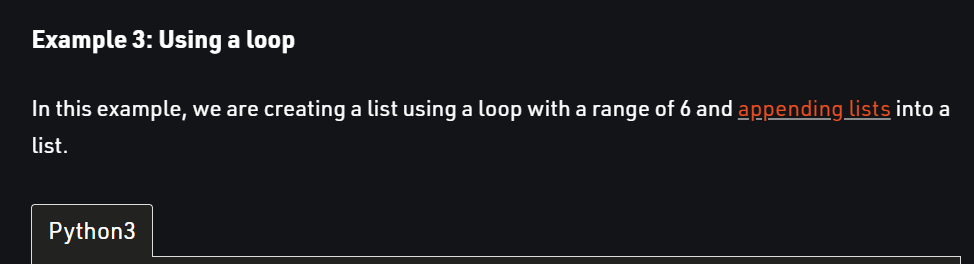 Example 3: Using a loop
In this example, we are creating a list using a loop with a range of 6 and appending lists into a
list.
Python3